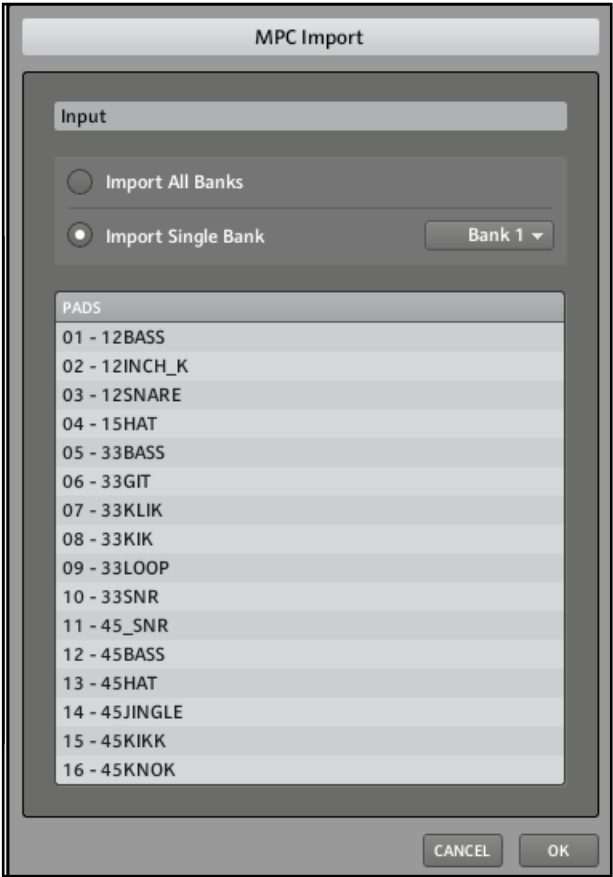 MPC Import
Input
Import All Banks
Import Single Bank Bank 1
PADS
01 - 12BASS
02 - 12INCH_K
03 - 12SNARE
04 - 15HAT
05 - 33BASS
06 - 33GIT
07 - 33KLIK
08 - 33KIK
09 - 33LOOP
10 - 33SNR
11 - 45_SNR
12 - 45BASS
13 - 45HAT
14 - 45JINGLE
15 - 45KIKK
16 - 45KNOK
CANCEL OK